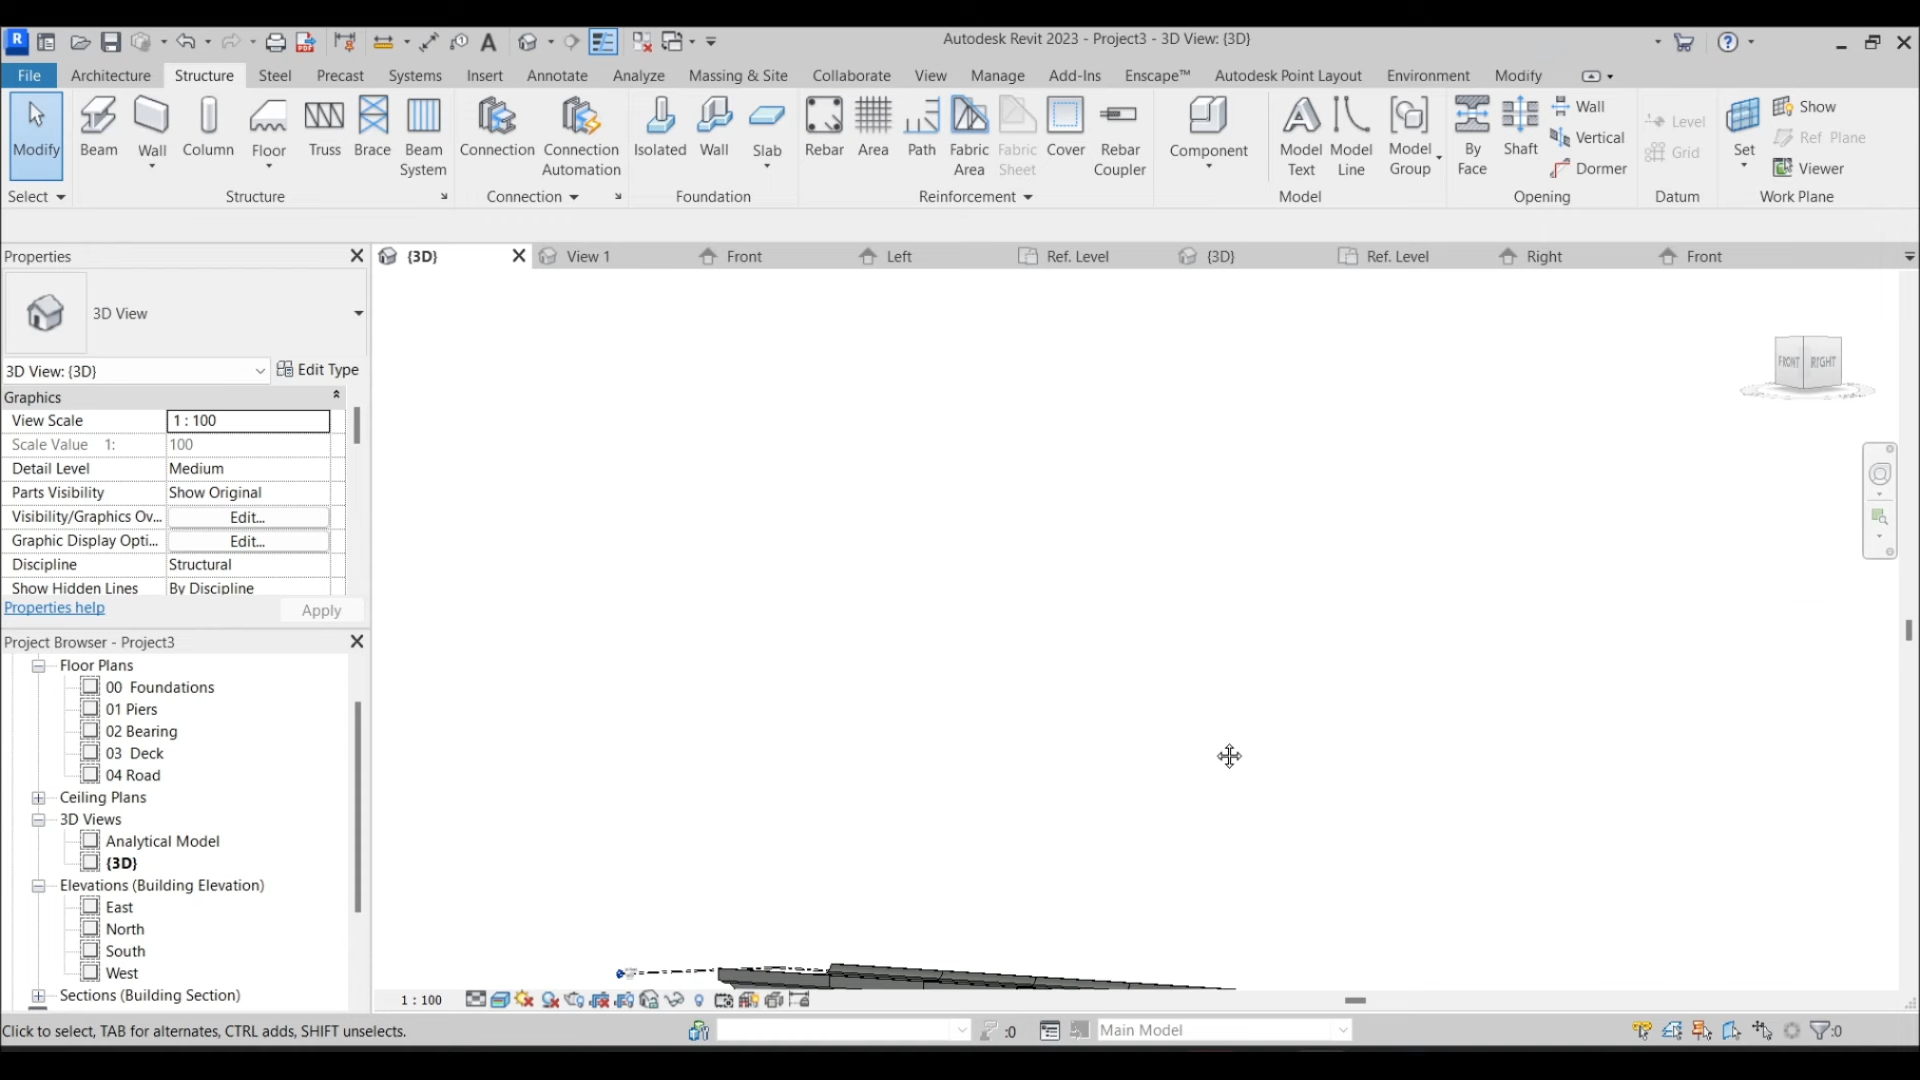 Autodesk Revit 2023 - Project3 - 3D View: {3D}
File Architecture Structure Steel Precast Systems Insert Annotate Analyze Massing & Site Collaborate View Manage Add-Ins Enscape™ Autodesk Point Layout Environment Modify
Modify Beam Wall Column Floor Truss Brace Beam System Connection Connection Automation Isolated Wall Slab Rebar Area Path Fabric Area Fabric Sheet Cover Rebar Coupler Component Model Text Model Line Model Group By Face Shaft Wall Vertical Dormer Level Grid Set Show Ref Plane Viewer
Select Structure Connection Foundation Reinforcement Model Opening Datum Work Plane
Properties
{3D} View 1 Front Left Ref. Level {3D} Ref. Level Right Front
3D View
3D View: {3D} Edit Type
Graphics
View Scale 1 : 100
Scale Value 1: 100
Detail Level Medium
Parts Visibility Show Original
Visibility/Graphics Ov... Edit...
Graphic Display Opti... Edit...
Discipline Structural
Show Hidden Lines By Discipline
Properties help Apply
FRONT RIGHT
Project Browser - Project3
Floor Plans
00 Foundations
01 Piers
02 Bearing
03 Deck
04 Road
Ceiling Plans
3D Views
Analytical Model
{3D}
Elevations (Building Elevation)
East
North
South
West
Sections (Building Section)
1 : 100
Click to select, TAB for alternates, CTRL adds, SHIFT unselects. :0 Main Model :0